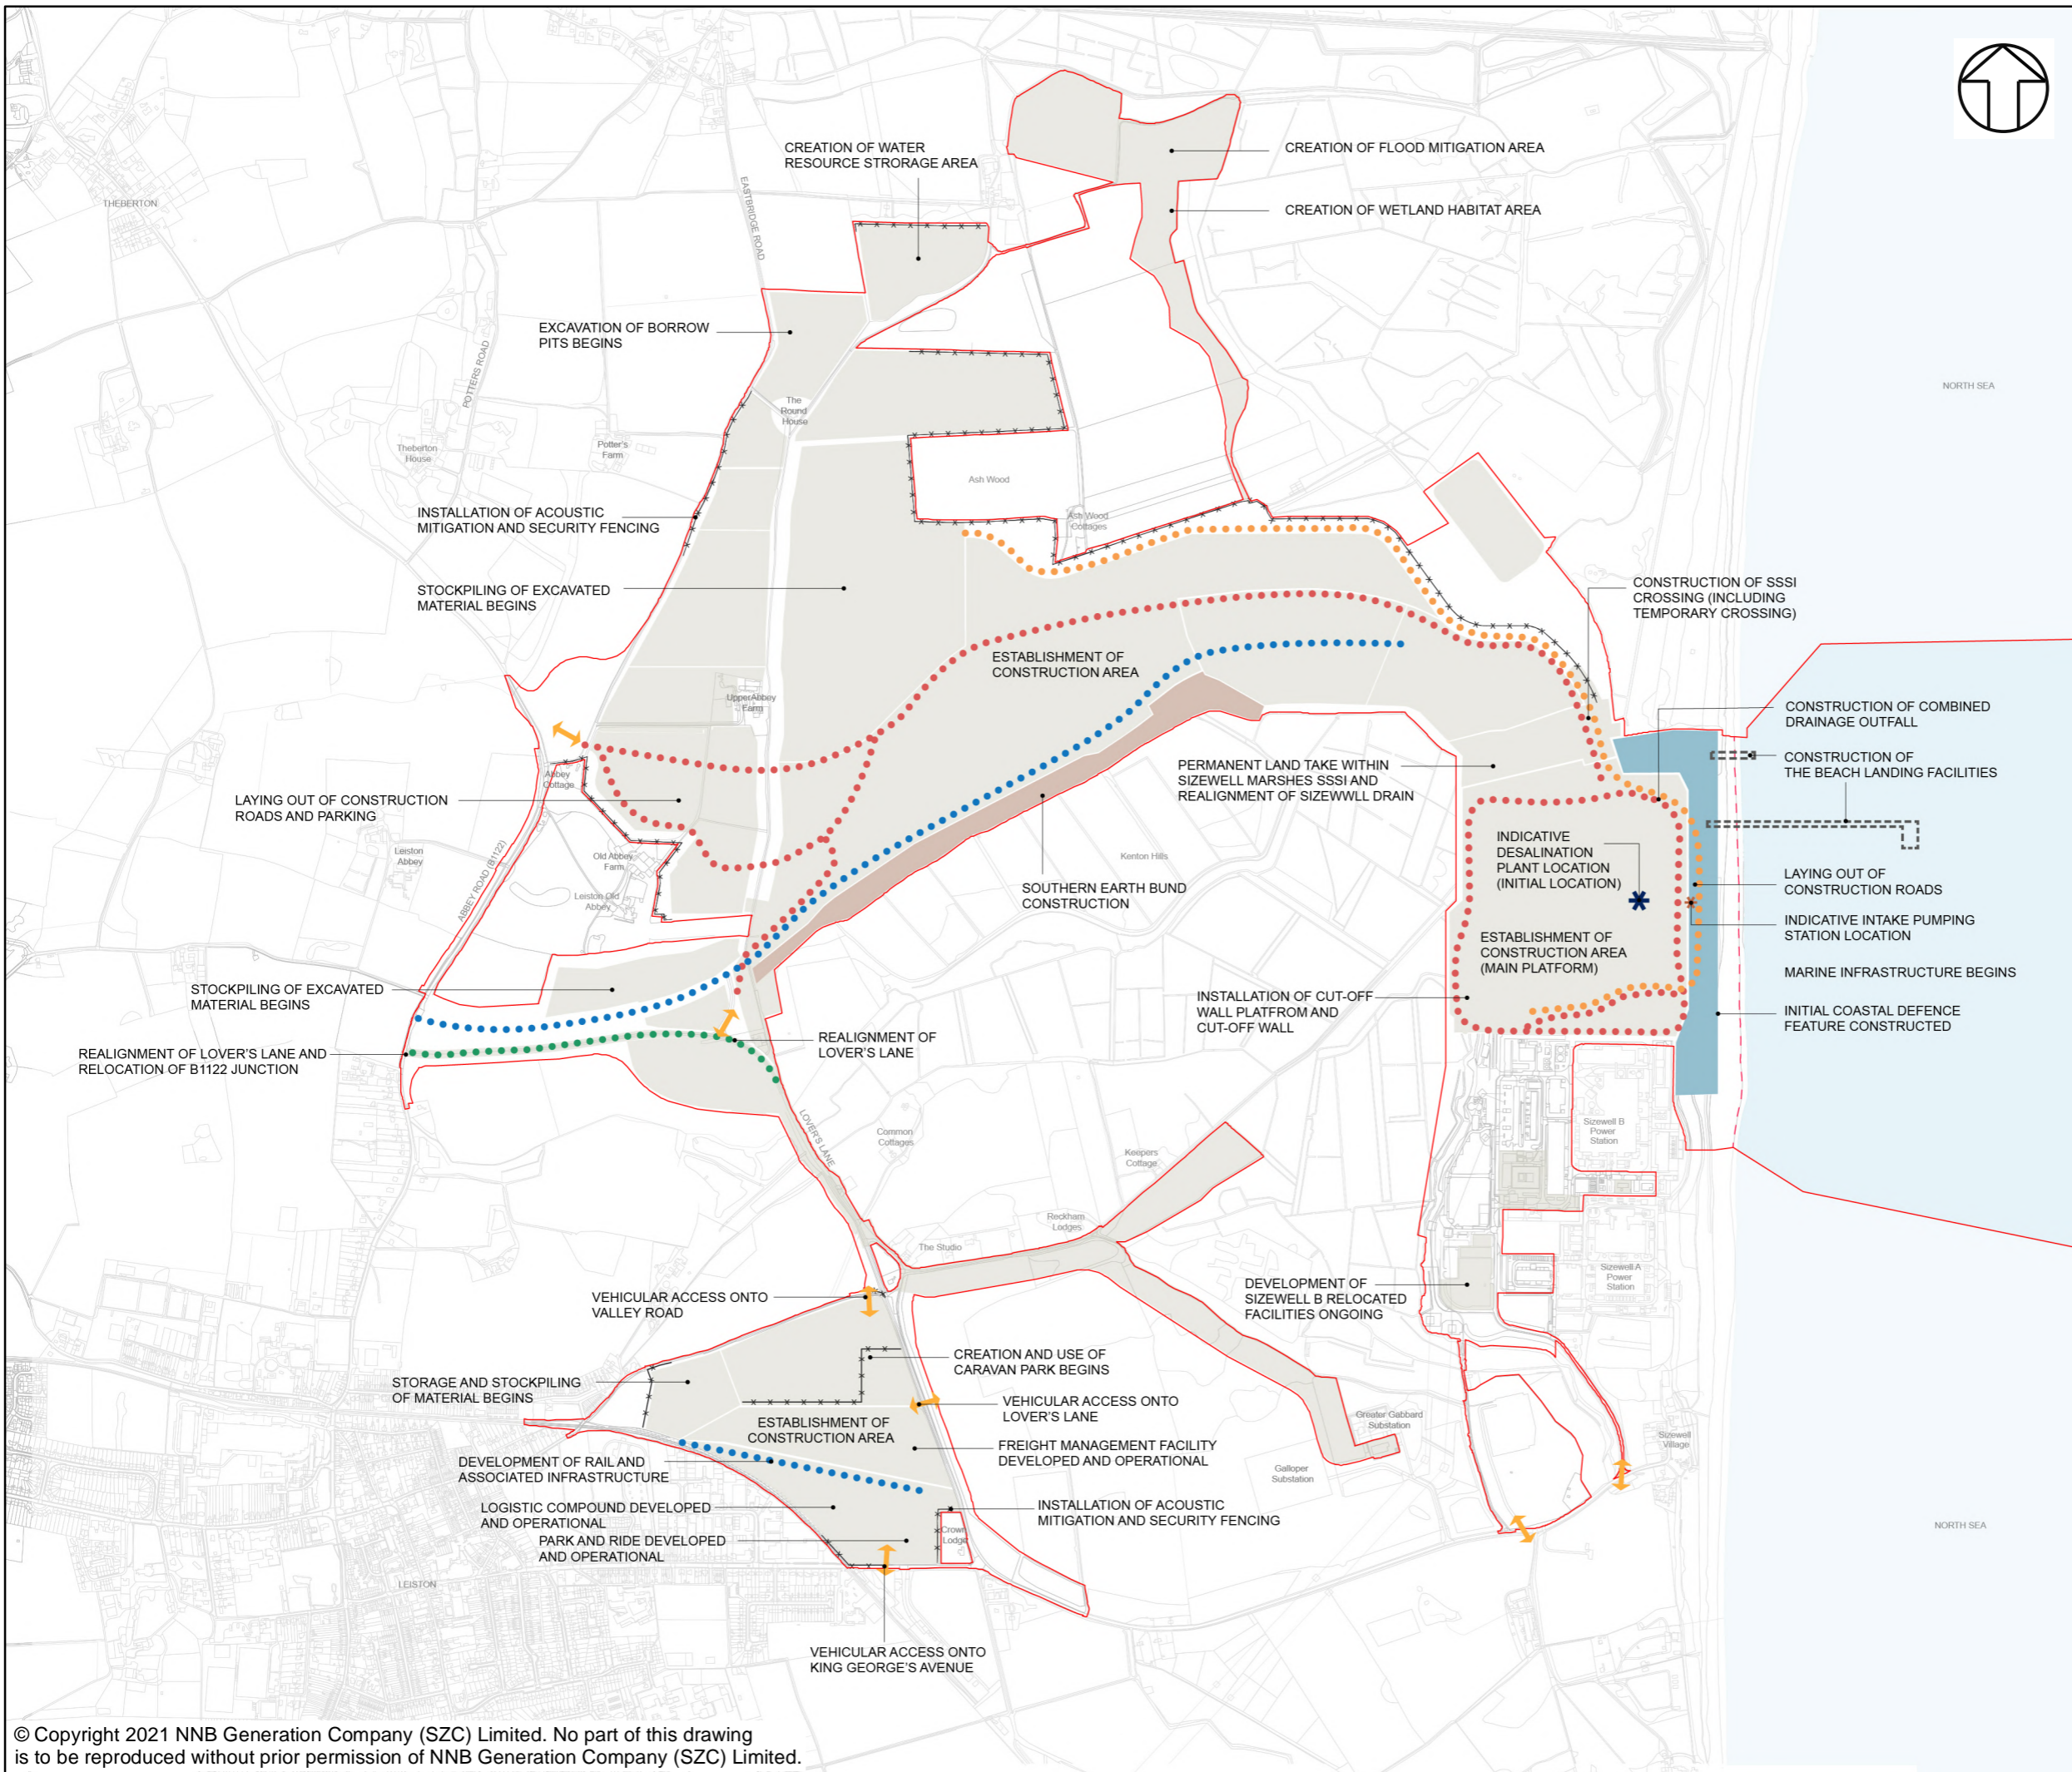 CREATION OF WATER
RESOURCE STRORAGE AREA
CREATION OF FLOOD MITIGATION AREA
CREATION OF WETLAND HABITAT AREA
THEBERTON
EASTBRIDGE ROAD
EXCAVATION OF BORROW
PITS BEGINS
POTTERS ROAD
NORTH SEA
The
Round
House
Theberton
House
Potter's
Farm
Ash Wood
INSTALLATION OF ACOUSTIC
MITIGATION AND SECURITY FENCING
Ash Wood
Cottages
STOCKPILING OF EXCAVATED
MATERIAL BEGINS
CONSTRUCTION OF SSSI
CROSSING (INCLUDING
TEMPORARY CROSSING)
ESTABLISHMENT OF
CONSTRUCTION AREA
Upper Abbey
Farm
CONSTRUCTION OF COMBINED
DRAINAGE OUTFALL
CONSTRUCTION OF
THE BEACH LANDING FACILITIES
PERMANENT LAND TAKE WITHIN
SIZEWELL MARSHES SSSI AND
REALIGNMENT OF SIZEWWLL DRAIN
Abbey
Cottage
LAYING OUT OF CONSTRUCTION
ROADS AND PARKING
Leiston
Abbey
ABBEY ROAD (B1122)
Old Abbey
Farm
Leiston Old
Abbey
Kenton Hills
INDICATIVE
DESALINATION
PLANT LOCATION
(INITIAL LOCATION)
SOUTHERN EARTH BUND
CONSTRUCTION
LAYING OUT OF
CONSTRUCTION ROADS
INDICATIVE INTAKE PUMPING
STATION LOCATION
ESTABLISHMENT OF
CONSTRUCTION AREA
(MAIN PLATFORM)
MARINE INFRASTRUCTURE BEGINS
STOCKPILING OF EXCAVATED
MATERIAL BEGINS
INSTALLATION OF CUT-OFF
WALL PLATFROM AND
CUT-OFF WALL
INITIAL COASTAL DEFENCE
FEATURE CONSTRUCTED
REALIGNMENT OF LOVER'S LANE AND
RELOCATION OF B1122 JUNCTION
REALIGNMENT OF
LOVER'S LANE
LOVER'S LANE
Common
Cottages
Keepers
Cottage
Sizewell B
Power
Station
Reckham
Lodges
The Studio
Sizewell A
Power
Station
VEHICULAR ACCESS ONTO
VALLEY ROAD
DEVELOPMENT OF
SIZEWELL B RELOCATED
FACILITIES ONGOING
CREATION AND USE OF
CARAVAN PARK BEGINS
STORAGE AND STOCKPILING
OF MATERIAL BEGINS
VEHICULAR ACCESS ONTO
LOVER'S LANE
ESTABLISHMENT OF
CONSTRUCTION AREA
Greater Gabbard
Substation
Sizewell
Village
FREIGHT MANAGEMENT FACILITY
DEVELOPED AND OPERATIONAL
DEVELOPMENT OF RAIL AND
ASSOCIATED INFRASTRUCTURE
Galloper
Substation
LOGISTIC COMPOUND DEVELOPED
AND OPERATIONAL
INSTALLATION OF ACOUSTIC
MITIGATION AND SECURITY FENCING
NORTH SEA
PARK AND RIDE DEVELOPED
AND OPERATIONAL
Crown
Lodge
LEISTON
VEHICULAR ACCESS ONTO
KING GEORGE'S AVENUE
© Copyright 2021 NNB Generation Company (SZC) Limited. No part of this drawing
is to be reproduced without prior permission of NNB Generation Company (SZC) Limited.